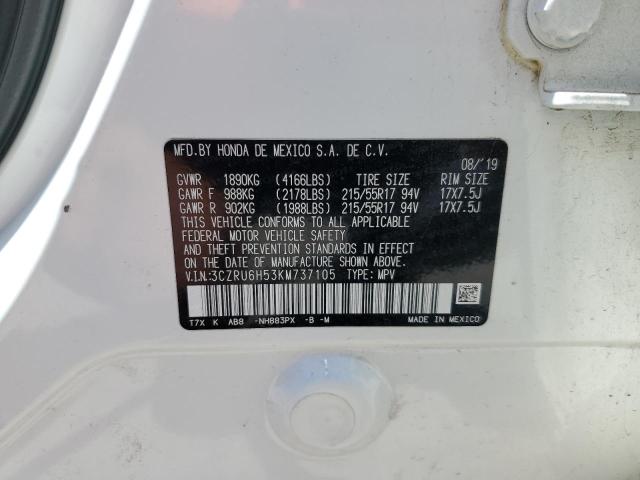 MFD.BY HONDA DE MEXICO S.A. DE C.V. 08/'19
GVWR 1890KG (4166LBS) TIRE SIZE RIM SIZE
GAWR F 988KG (2178LBS) 215/55R17 94V 17X7.5J
GAWR R 902KG (1988LBS) 215/55R17 94V 17X7.5J
THIS VEHICLE CONFORMS TO ALL APPLICABLE
FEDERAL MOTOR VEHICLE SAFETY
AND THEFT PREVENTION STANDARDS IN EFFECT
ON THE DATE OF MANUFACTURE SHOWN ABOVE.
V.I.N.:3CZRU6H53KM737105 TYPE: MPV
T7X K AB8 -NH883PX -B -M MADE IN MEXICO